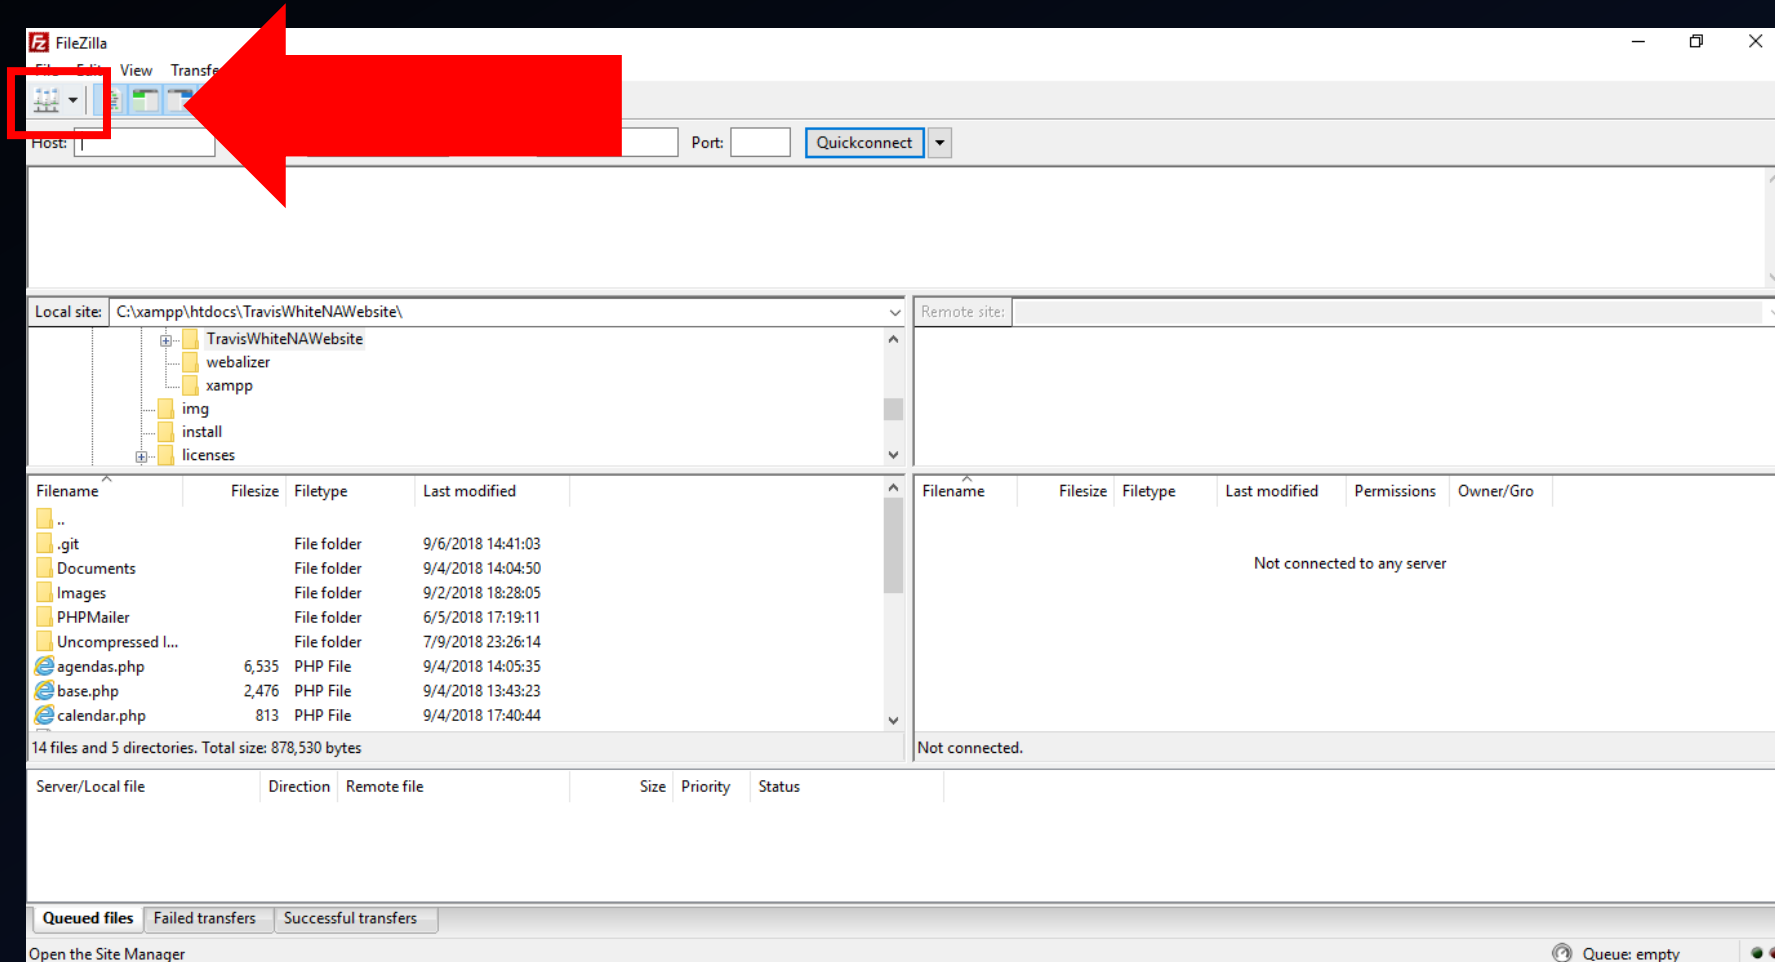 FileZilla
File Edit View Transfe
Host: Port: Quickconnect
Local site: C:\xampp\htdocs\TravisWhiteNAWebsite\ Remote site:
TravisWhiteNAWebsite
webalizer
xampp
img
install
licenses
Filename Filesize Filetype Last modified Filename Filesize Filetype Last modified Permissions Owner/Gro
..
.git File folder 9/6/2018 14:41:03
Documents File folder 9/4/2018 14:04:50
Not connected to any server
Images File folder 9/2/2018 18:28:05
PHPMailer File folder 6/5/2018 17:19:11
Uncompressed I... File folder 7/9/2018 23:26:14
agendas.php 6,535 PHP File 9/4/2018 14:05:35
base.php 2,476 PHP File 9/4/2018 13:43:23
calendar.php 813 PHP File 9/4/2018 17:40:44
14 files and 5 directories. Total size: 878,530 bytes Not connected.
Server/Local file Direction Remote file Size Priority Status
Queued files Failed transfers Successful transfers
Open the Site Manager Queue: empty